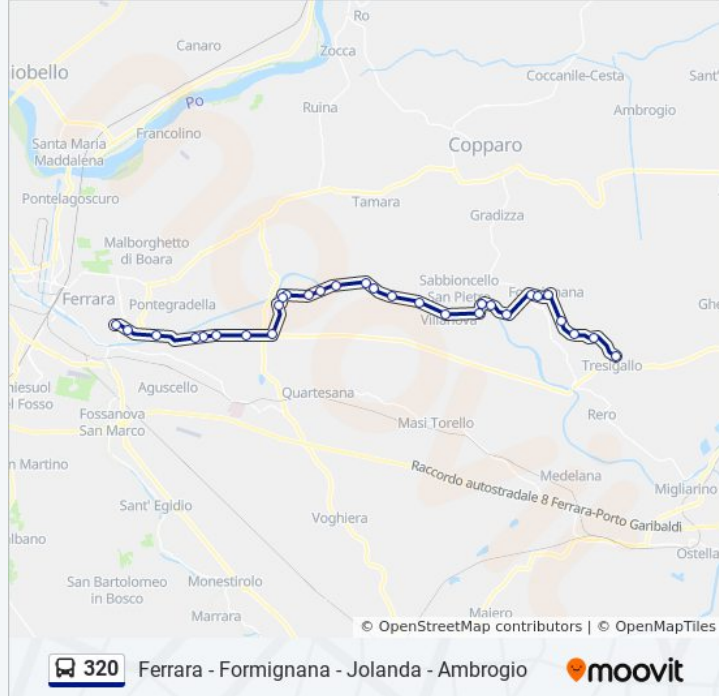 Ro
Canaro
Zocca
iobello
Coccanile-Cesta
Sant'
Po
Ruina
Ambrogio
Francolino
Santa Maria
Maddalena
Copparo
Pontelagoscuro
Tamara
Gradizza
Malborghetto
di Boara
Sabbioncello
San Pietro
Ferrara
Pontegradella
Villanova
Aguscello
Tresigallo
Quartesana
Fossanova
San Marco
Rero
Masi Torello
l Fosso
n Martino
Medelana
Raccordo autostradale 8 Ferrara-Porto Garibaldi
Migliarino
Sant' Egidio
Voghiera
Ostella
albano
San Bartolomeo
in Bosco
Monestirolo
Marrara
Maiero
© OpenStreetMap contributors | © OpenMapTiles
320 Ferrara - Formignana - Jolanda - Ambrogio
moovit